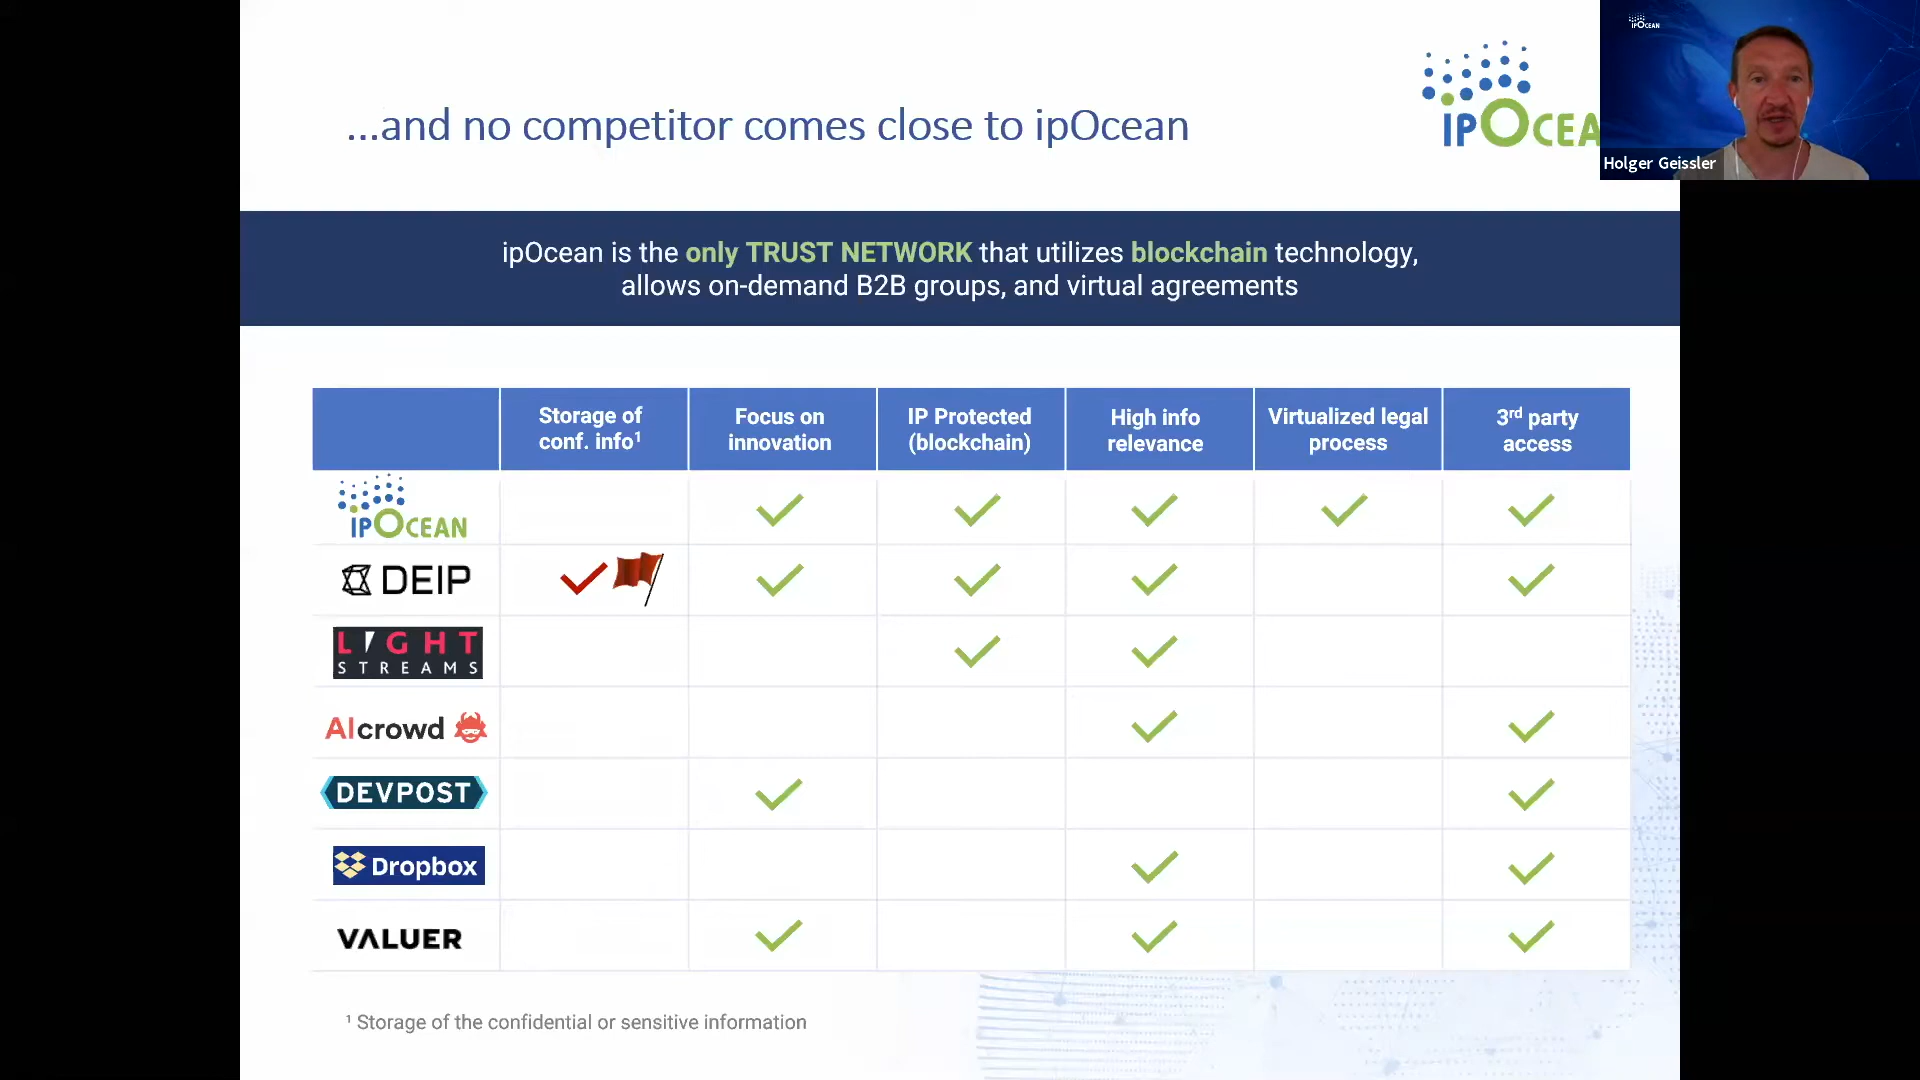 ...and no competitor comes close to ipOcean
IPOCEA
IPOCEAN
Holger Geissler
ipOcean is the only TRUST NETWORK that utilizes blockchain technology,
allows on-demand B2B groups, and virtual agreements
Storage of
conf. info¹
Focus on
innovation
IP Protected
(blockchain)
High info
relevance
Virtualized legal
process
3rd party
access
IPOCEAN
DEIP
LIGHT
STREAMS
AIcrowd
DEVPOST
Dropbox
VALUER
¹ Storage of the confidential or sensitive information